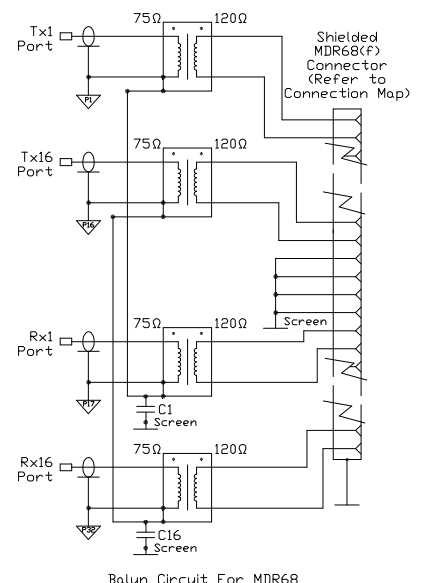 75Ω 120Ω
Tx1
Port
P1
Shielded
MDR68(f)
Connector
(Refer to
Connection Map)
75Ω 120Ω
Tx16
Port
P16
Screen
75Ω 120Ω
Rx1
Port
P17
C1
Screen
75Ω 120Ω
Rx16
Port
P32
C16
Screen
Balun Circuit For MDR68